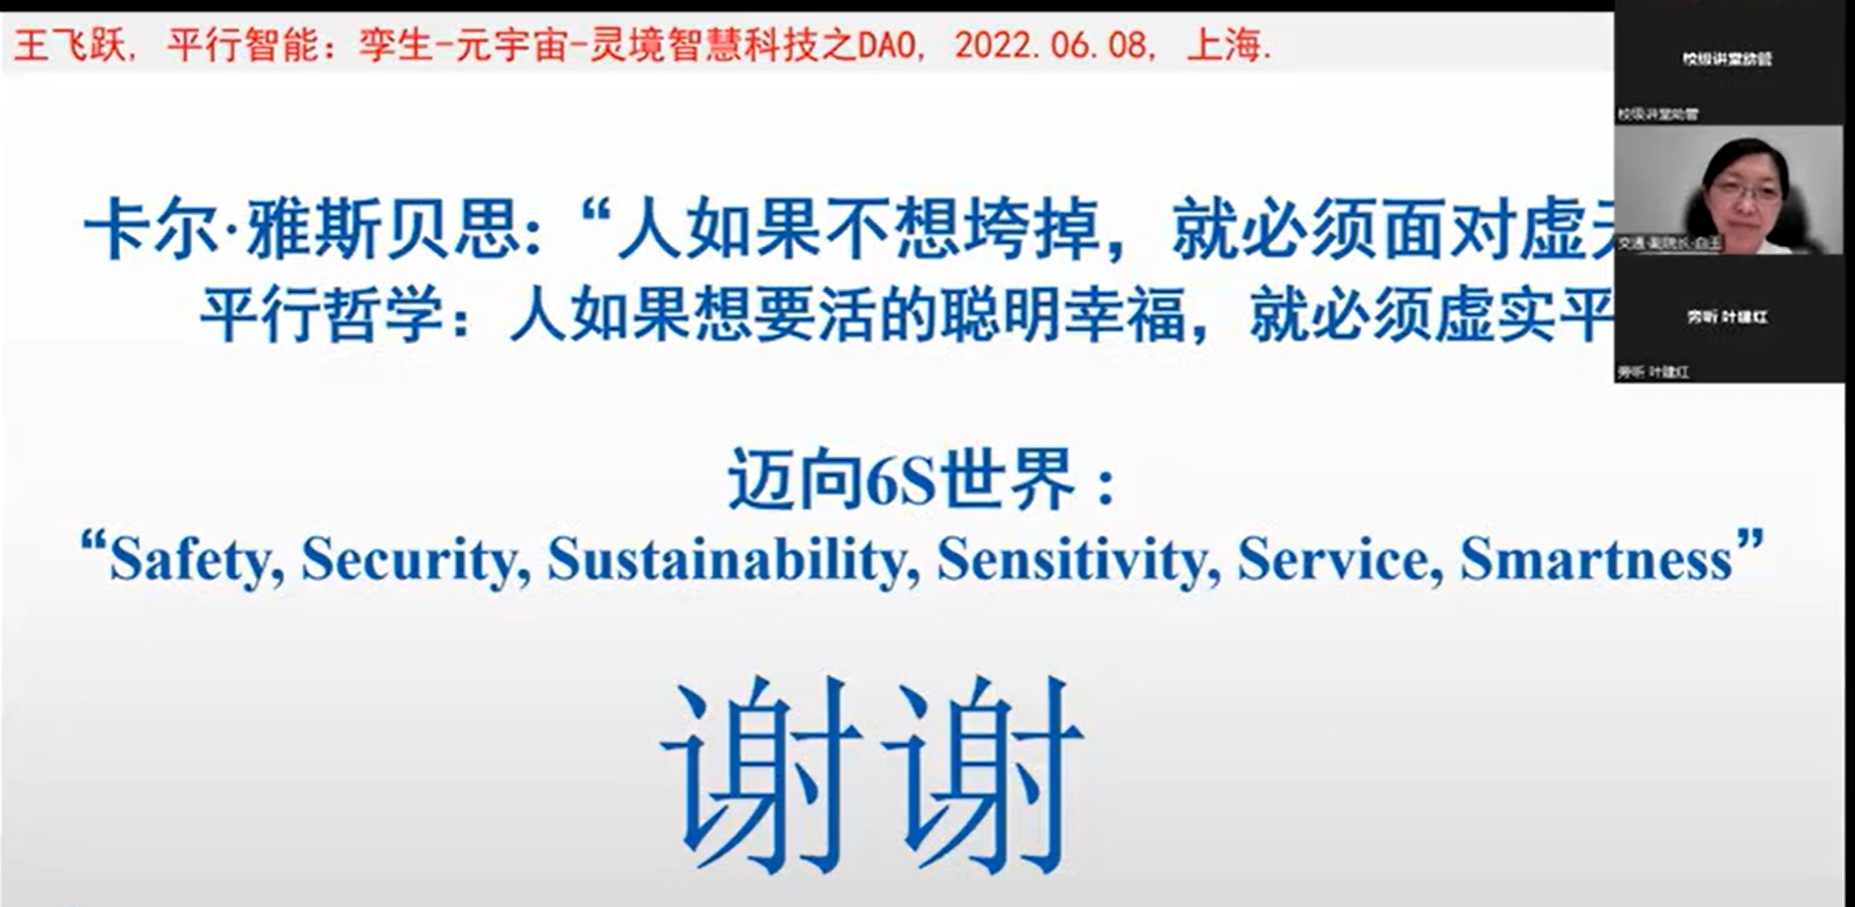 王飞跃, 平行智能: 孪生-元宇宙-灵境智慧科技之DAO, 2022.06.08, 上海.
校级讲堂助管
校级讲堂助管
卡尔·雅斯贝思:“人如果不想垮掉，就必须面对虚
交通·副院长·白玉
平行哲学：人如果想要活的聪明幸福，就必须虚实平
旁听 叶建红
旁听 叶建红
迈向6S世界：
“Safety, Security, Sustainability, Sensitivity, Service, Smartness”
谢谢